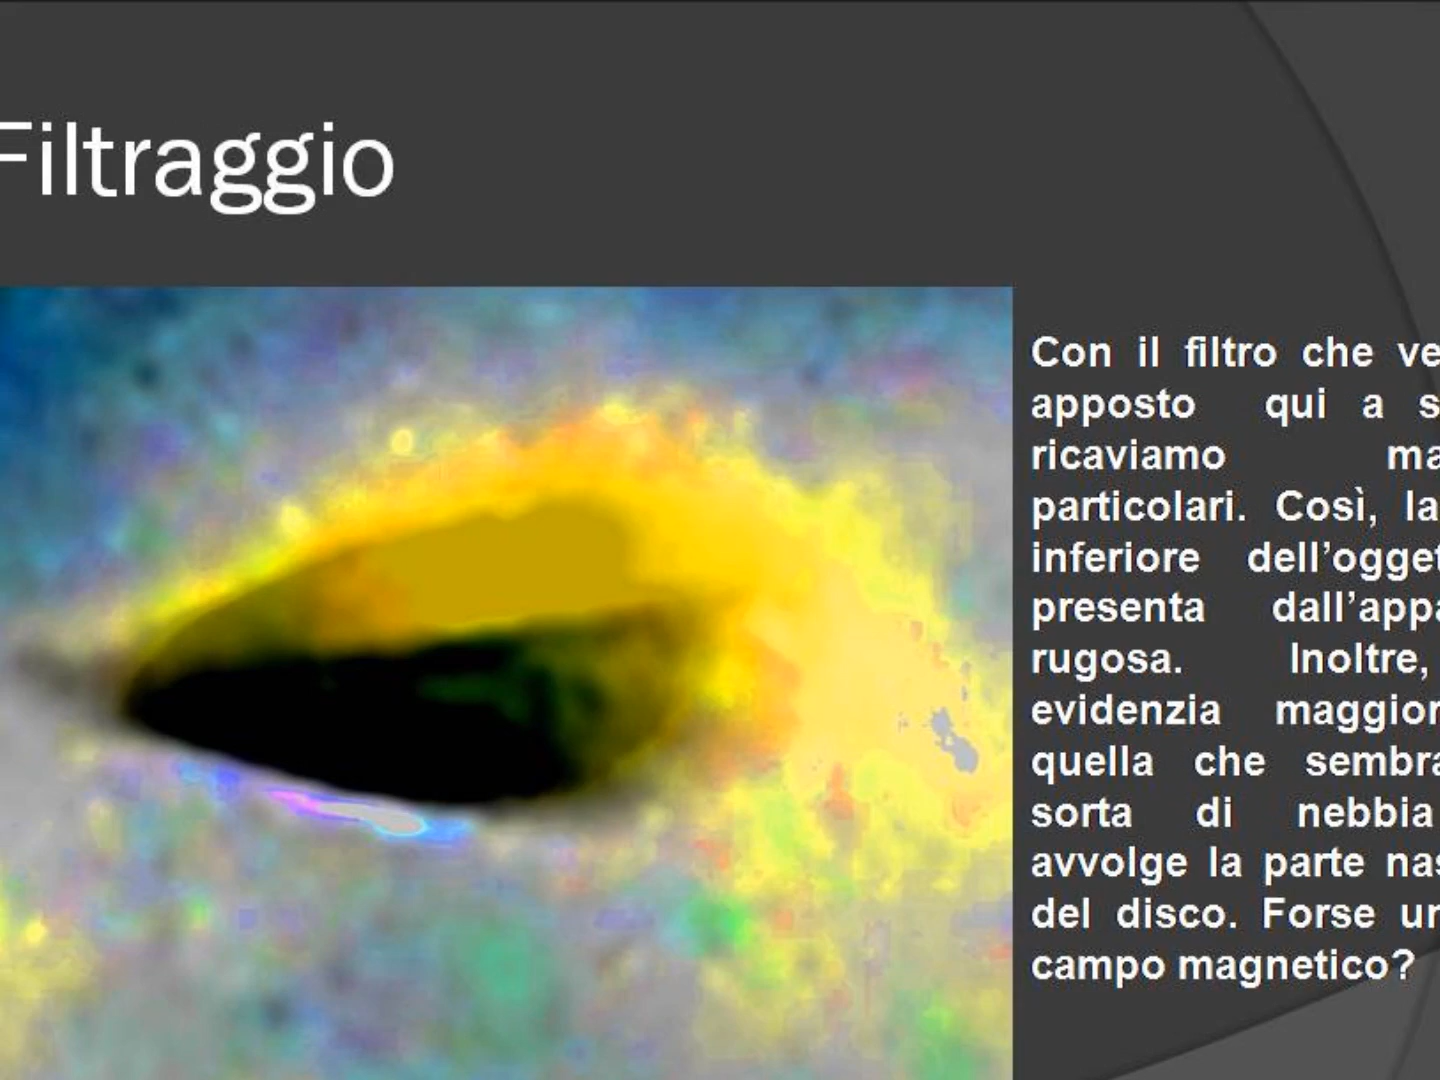 Filtraggio
Con il filtro che ve
apposto qui a s
ricaviamo ma
particolari. Così, la
inferiore dell’ogget
presenta dall’appa
rugosa. Inoltre,
evidenzia maggior
quella che sembra
sorta di nebbia
avvolge la parte nas
del disco. Forse un
campo magnetico?